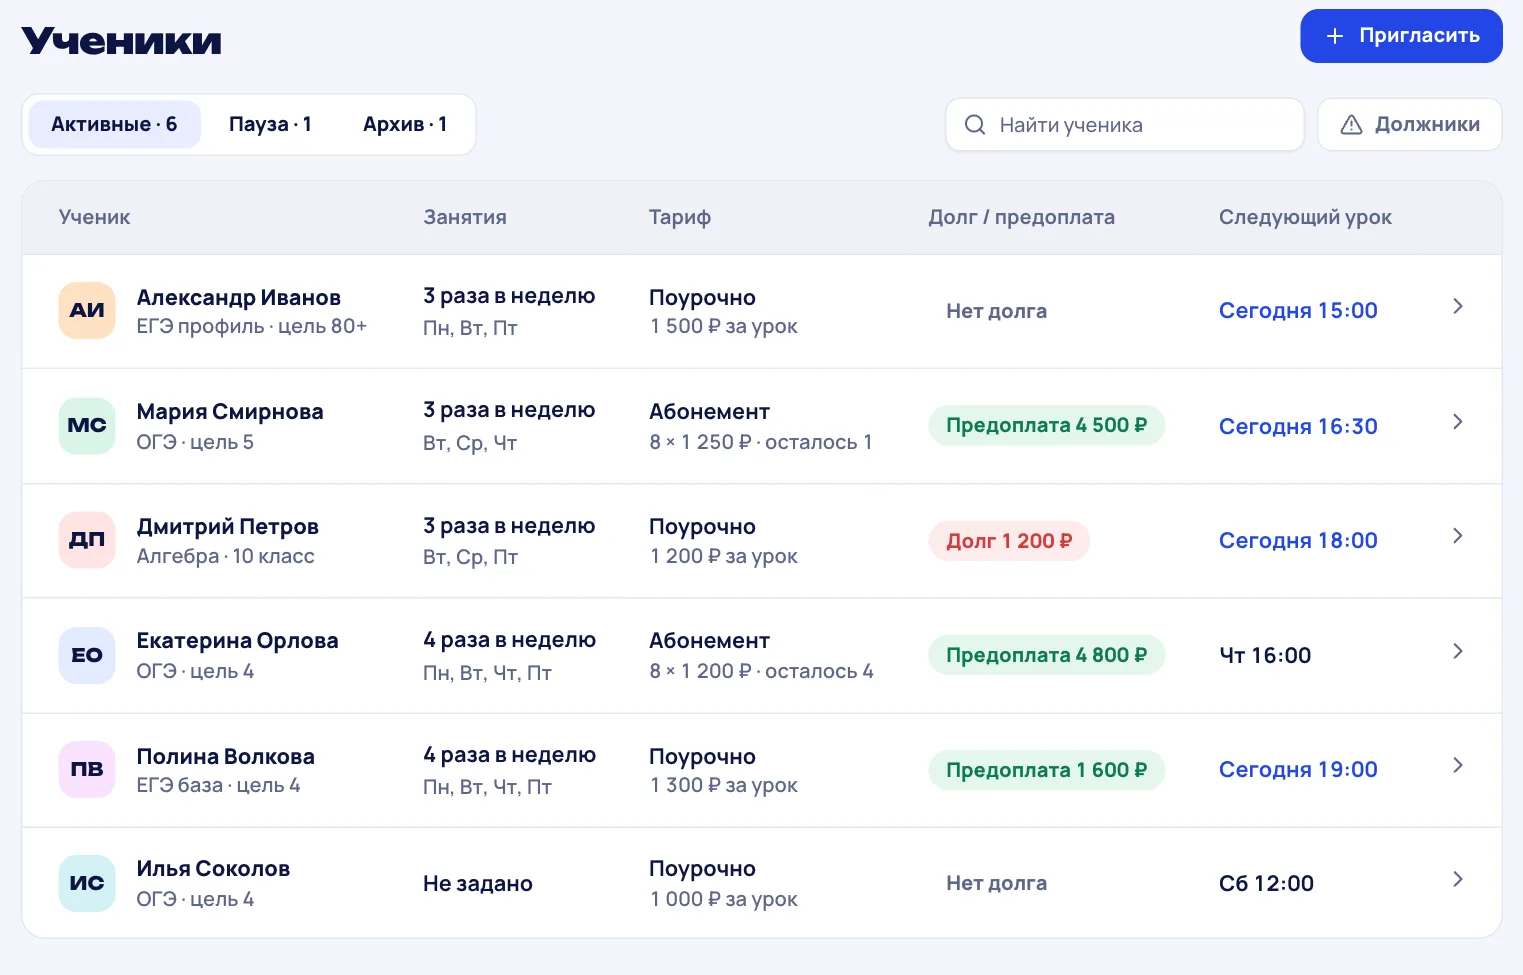 Ученики
Пригласить
Активные · 6
Пауза · 1
Архив · 1
Найти ученика
Должники
Ученик
Занятия
Тариф
Долг / предоплата
Следующий урок
АИ
Александр Иванов
ЕГЭ профиль · цель 80+
3 раза в неделю
Пн, Вт, Пт
Поурочно
1 500 ₽ за урок
Нет долга
Сегодня 15:00
МС
Мария Смирнова
ОГЭ · цель 5
3 раза в неделю
Вт, Ср, Чт
Абонемент
8 × 1 250 ₽ · осталось 1
Предоплата 4 500 ₽
Сегодня 16:30
ДП
Дмитрий Петров
Алгебра · 10 класс
3 раза в неделю
Вт, Ср, Пт
Поурочно
1 200 ₽ за урок
Долг 1 200 ₽
Сегодня 18:00
ЕО
Екатерина Орлова
ОГЭ · цель 4
4 раза в неделю
Пн, Вт, Чт, Пт
Абонемент
8 × 1 200 ₽ · осталось 4
Предоплата 4 800 ₽
Чт 16:00
ПВ
Полина Волкова
ЕГЭ база · цель 4
4 раза в неделю
Пн, Вт, Чт, Пт
Поурочно
1 300 ₽ за урок
Предоплата 1 600 ₽
Сегодня 19:00
ИС
Илья Соколов
ОГЭ · цель 4
Не задано
Поурочно
1 000 ₽ за урок
Нет долга
Сб 12:00